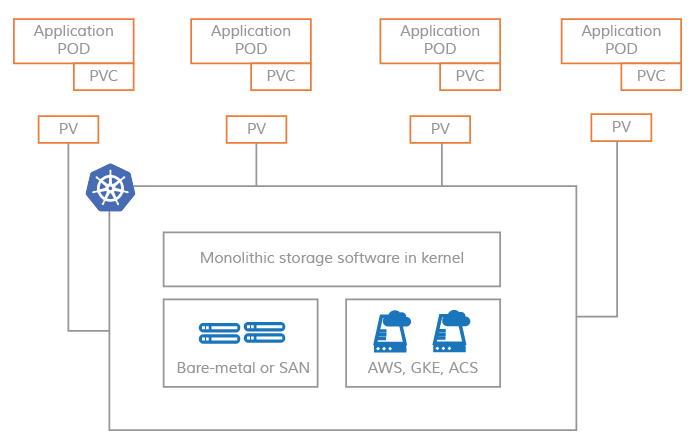 Application
POD
PVC
Application
POD
PVC
Application
POD
PVC
Application
POD
PVC
PV
PV
PV
PV
Monolithic storage software in kernel
Bare-metal or SAN
AWS, GKE, ACS